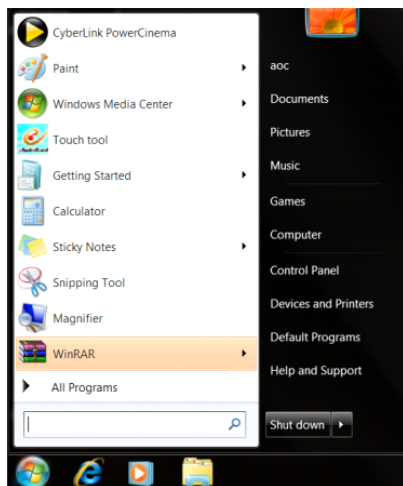 CyberLink PowerCinema
Paint
Windows Media Center
Touch tool
Getting Started
Calculator
Sticky Notes
Snipping Tool
Magnifier
WinRAR
All Programs
aoc
Documents
Pictures
Music
Games
Computer
Control Panel
Devices and Printers
Default Programs
Help and Support
Shut down